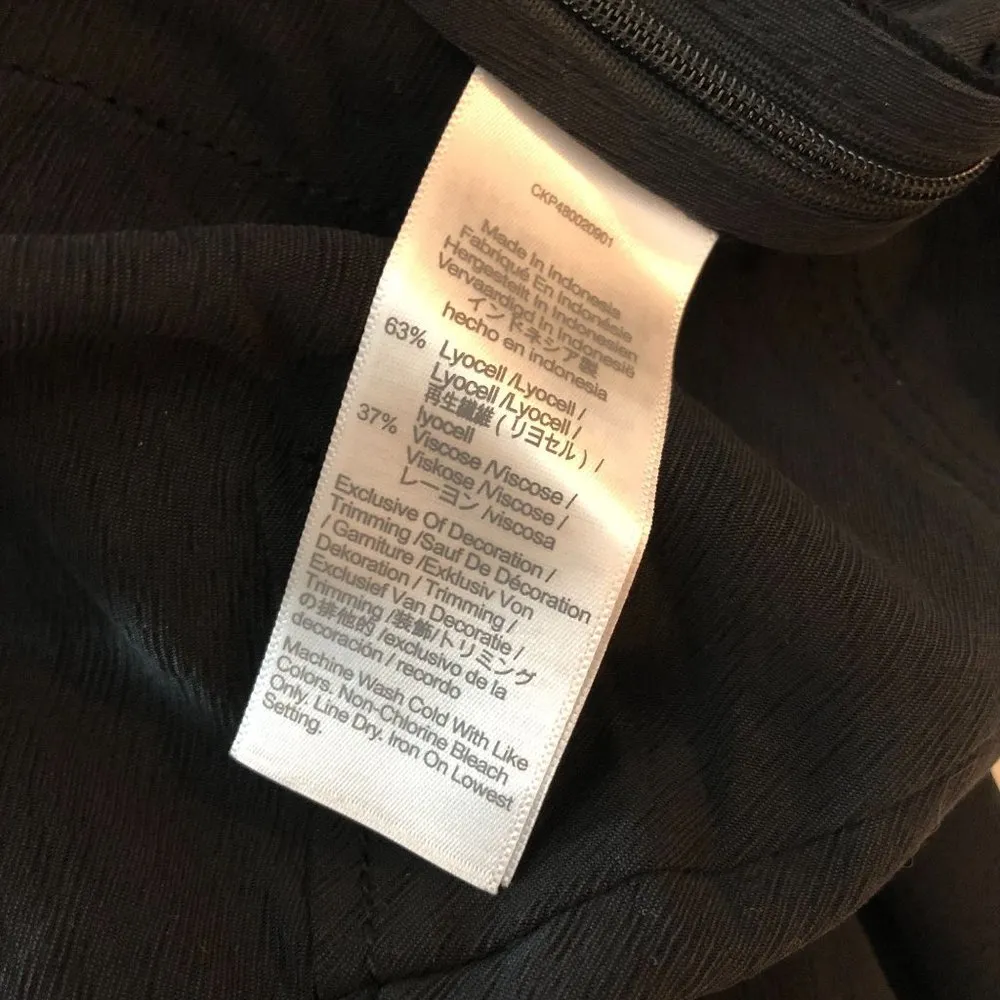 CKP480020901
Made In Indonesia
Fabriqué En Indonésie
Hergestellt In Indonesien
Vervaardigd In Indonesië
インドネシア製
hecho en indonesia
63% Lyocell /Lyocell /
Lyocell /Lyocell /
再生繊維 (リヨセル) /
lyocell
37% Viscose /Viscose /
Viskose /Viscose /
レーヨン /viscosa
Exclusive Of Decoration /
Trimming /Sauf De Décoration
/ Garniture /Exklusiv Von
Dekoration / Trimming /
Exclusief Van Decoratie /
Trimming /装飾/トリミング
の排他的 /exclusivo de la
decoración / recordo
Machine Wash Cold With Like
Colors. Non-Chlorine Bleach
Only. Line Dry. Iron On Lowest
Setting.